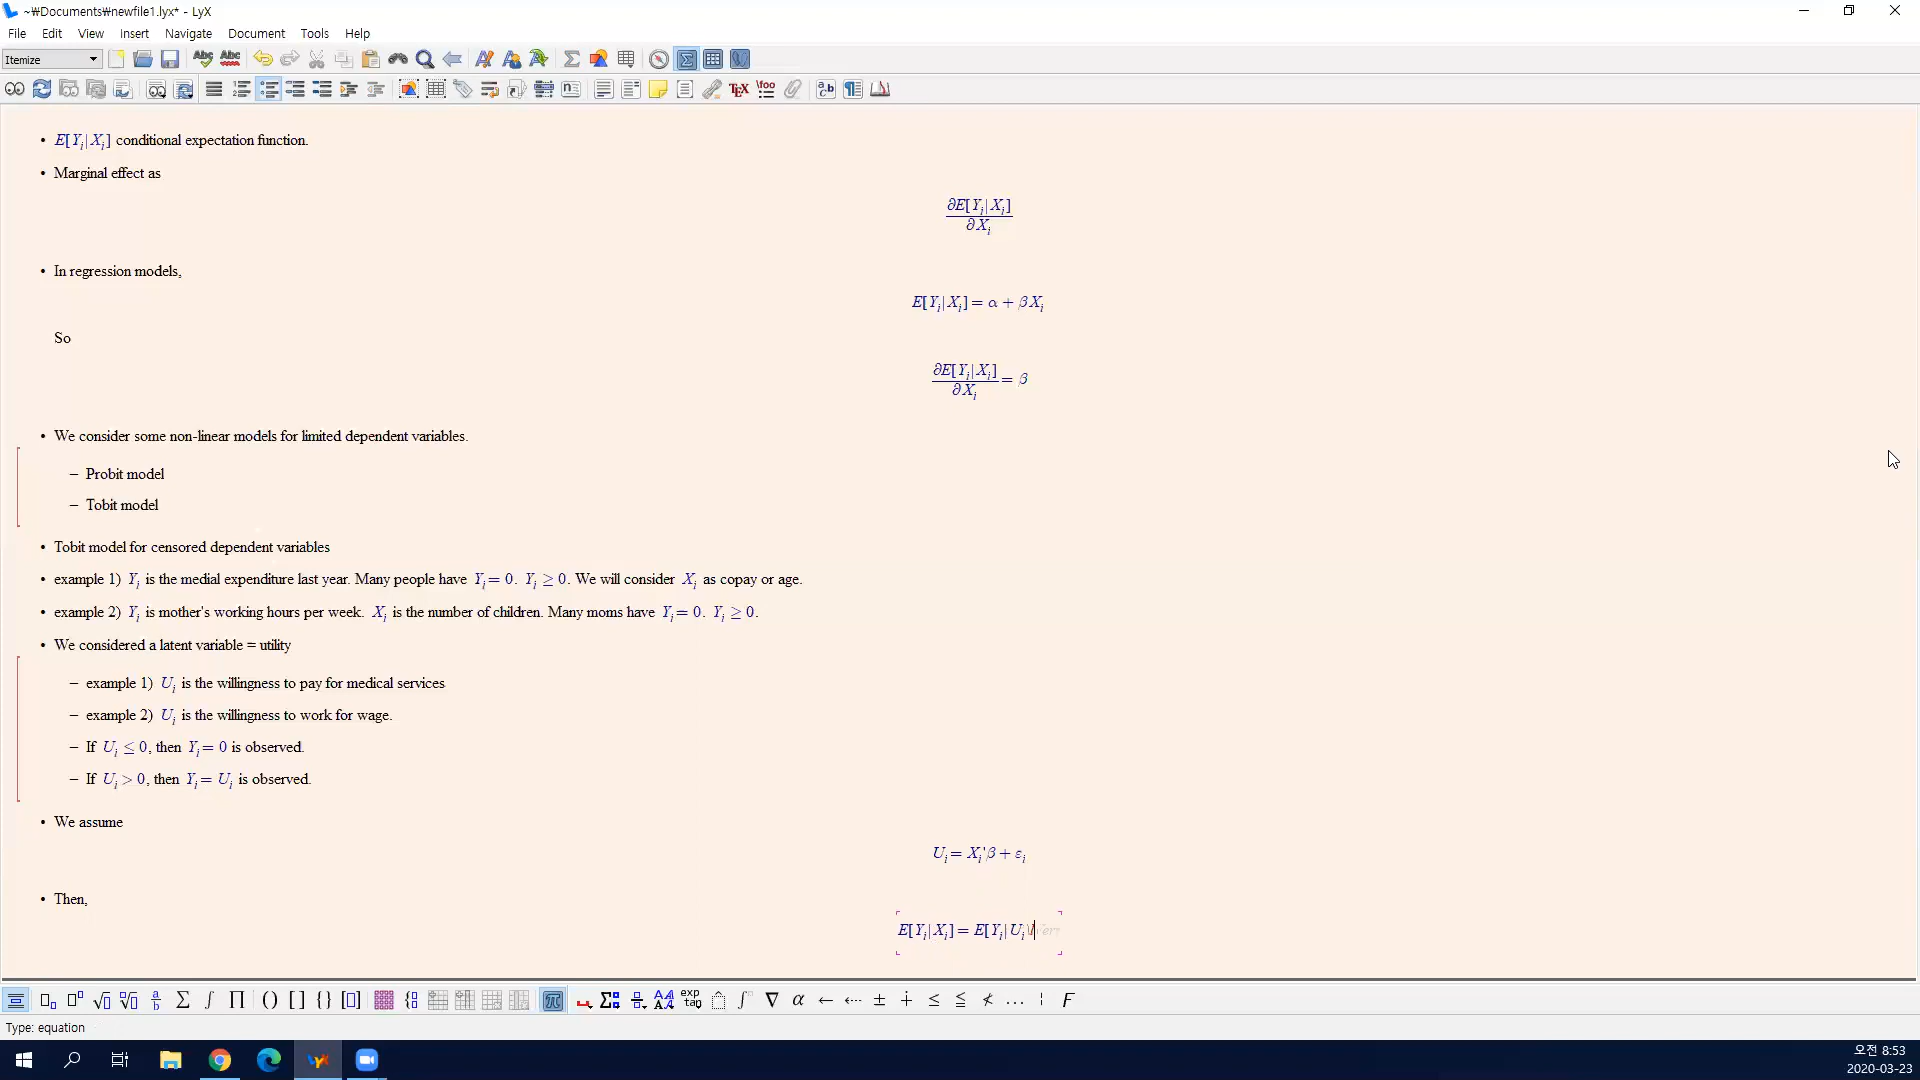 ~₩Documents₩newfile1.lyx* - LyX
File Edit View Insert Navigate Document Tools Help
Itemize
• E[Y_i|X_i] conditional expectation function.
• Marginal effect as
∂E[Y_i|X_i]
∂X_i
• In regression models,
E[Y_i|X_i] = α + βX_i
So
∂E[Y_i|X_i]
∂X_i
= β
• We consider some non-linear models for limited dependent variables.
– Probit model
– Tobit model
• Tobit model for censored dependent variables
• example 1) Y_i is the medial expenditure last year. Many people have Y_i = 0. Y_i ≥ 0. We will consider X_i as copay or age.
• example 2) Y_i is mother's working hours per week. X_i is the number of children. Many moms have Y_i = 0. Y_i ≥ 0.
• We considered a latent variable = utility
– example 1) U_i is the willingness to pay for medical services
– example 2) U_i is the willingness to work for wage.
– If U_i ≤ 0, then Y_i = 0 is observed.
– If U_i > 0, then Y_i = U_i is observed.
• We assume
U_i = X_i'β + ε_i
• Then,
E[Y_i|X_i] = E[Y_i|U_i
Type: equation
오전 8:53
2020-03-23